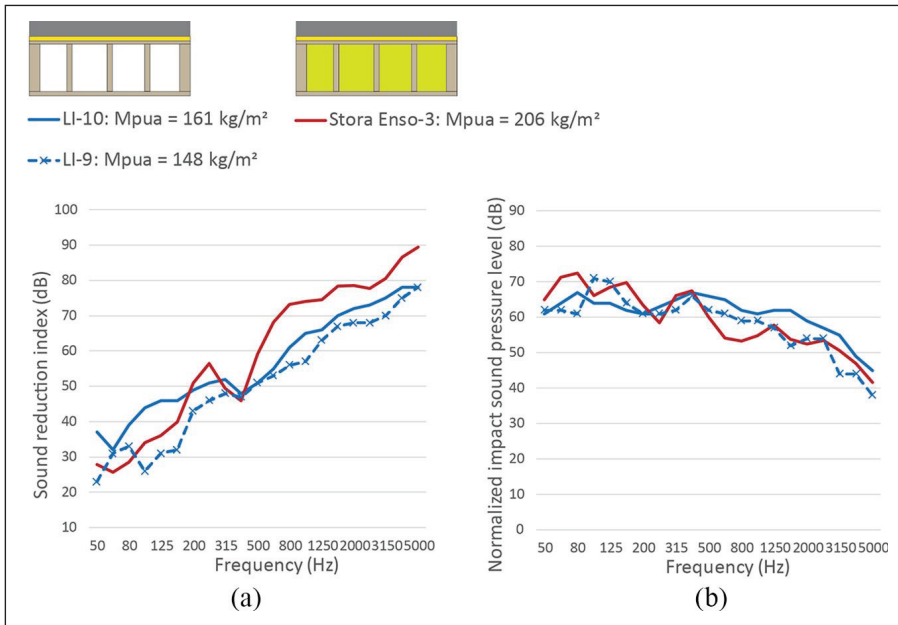 LI-10: Mpua = 161 kg/m²
Stora Enso-3: Mpua = 206 kg/m²
LI-9: Mpua = 148 kg/m²
Sound reduction index (dB)
100
90
80
70
60
50
40
30
20
10
50 80 125 200 315 500 800 1250 2000 3150 5000
Frequency (Hz)
(a)
Normalized impact sound pressure level (dB)
90
80
70
60
50
40
30
20
10
0
50 80 125 200 315 500 800 1250 2000 3150 5000
Frequency (Hz)
(b)